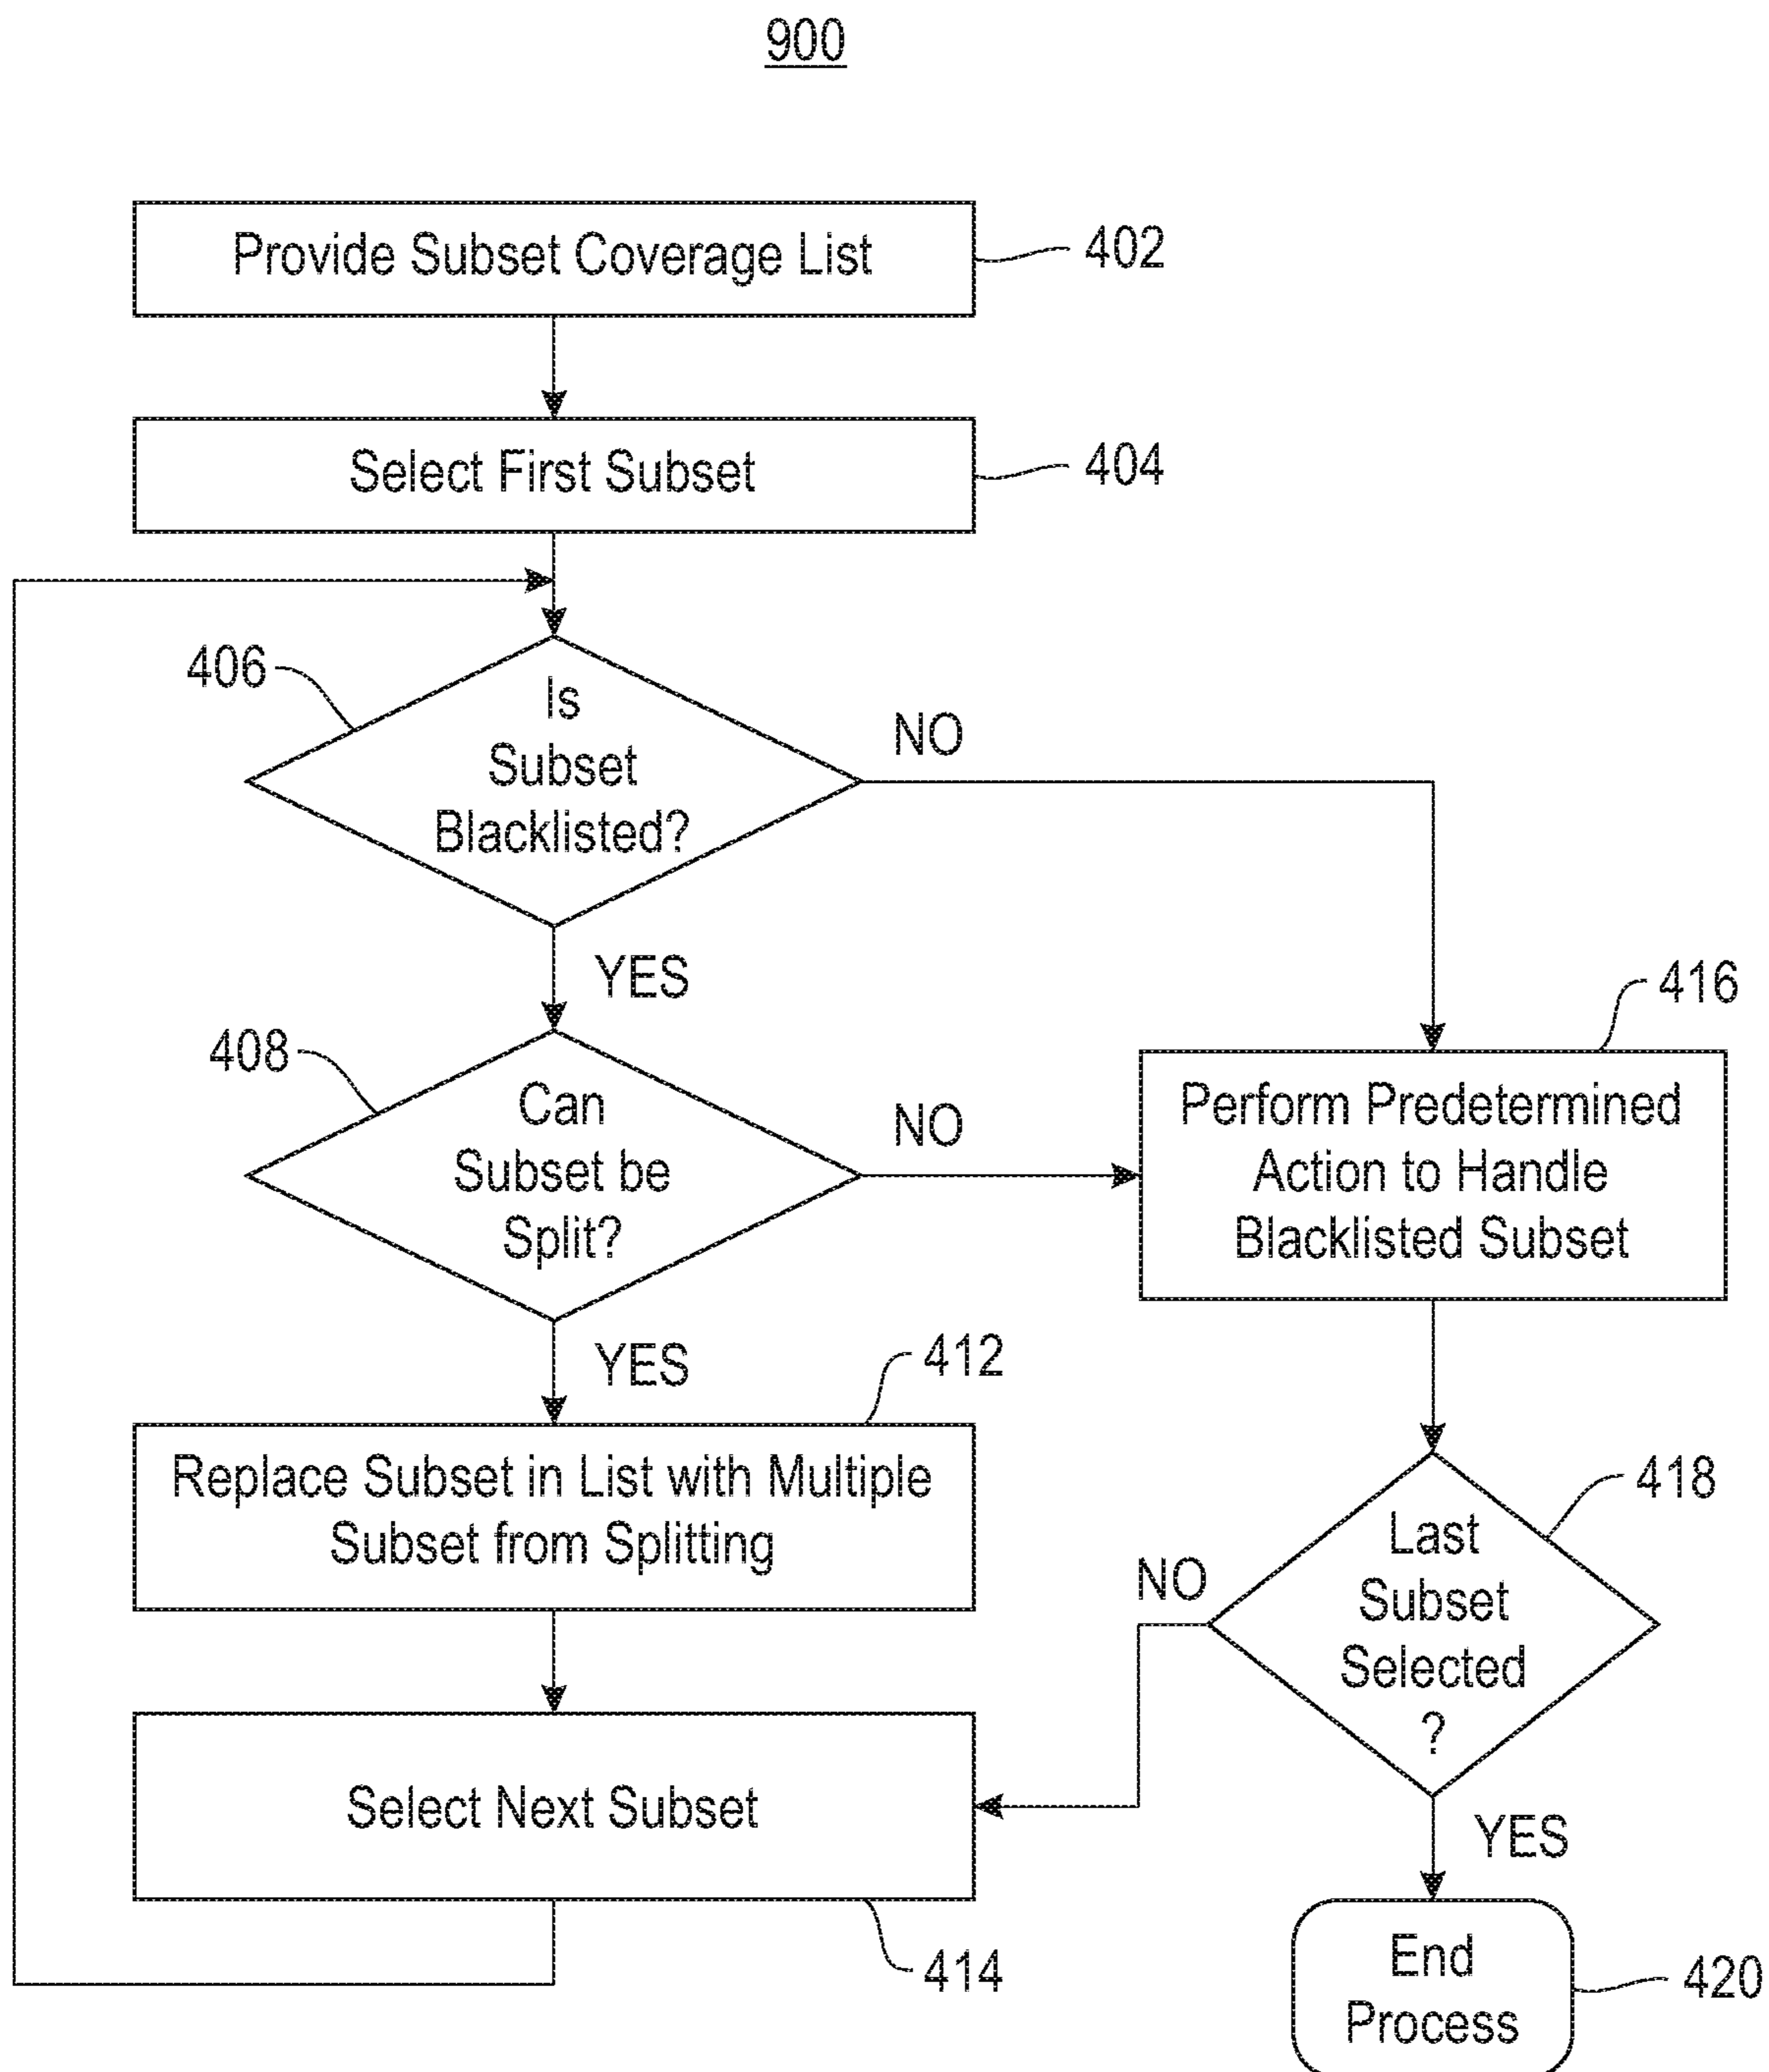 900
Provide Subset Coverage List
402
Select First Subset
404
406
Is
Subset
Blacklisted?
NO
YES
416
408
Can
Subset be
Split?
NO
Perform Predetermined
Action to Handle
Blacklisted Subset
YES
412
Replace Subset in List with Multiple
Subset from Splitting
418
Last
Subset
Selected
?
NO
Select Next Subset
YES
414
End
Process
420